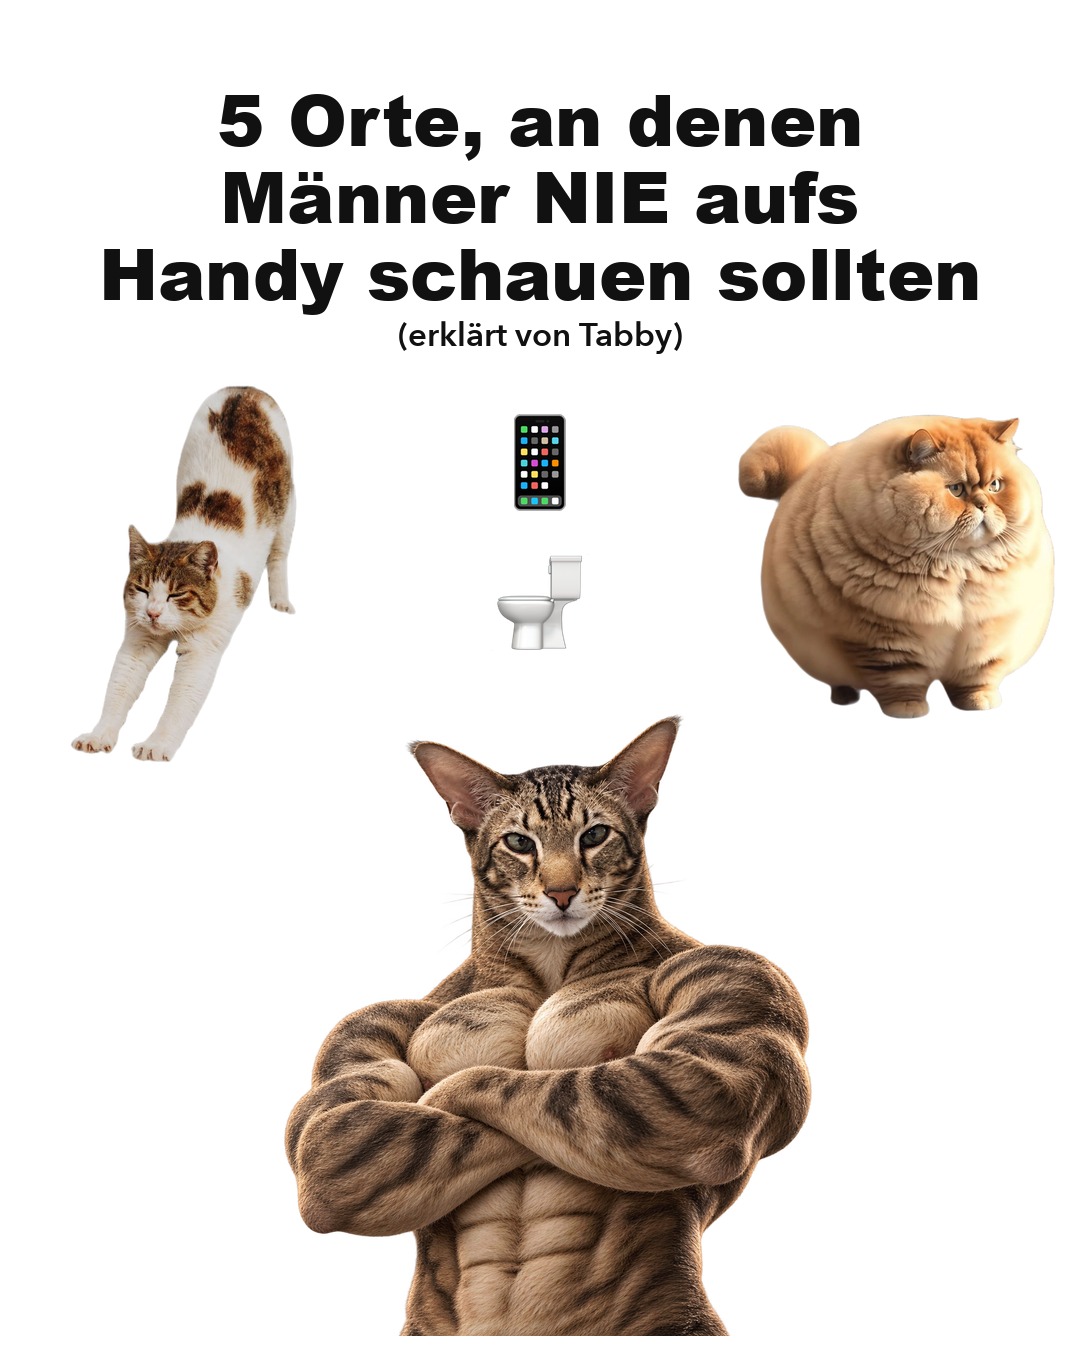 5 Orte, an denen
Männer NIE aufs
Handy schauen sollten
(erklärt von Tabby)